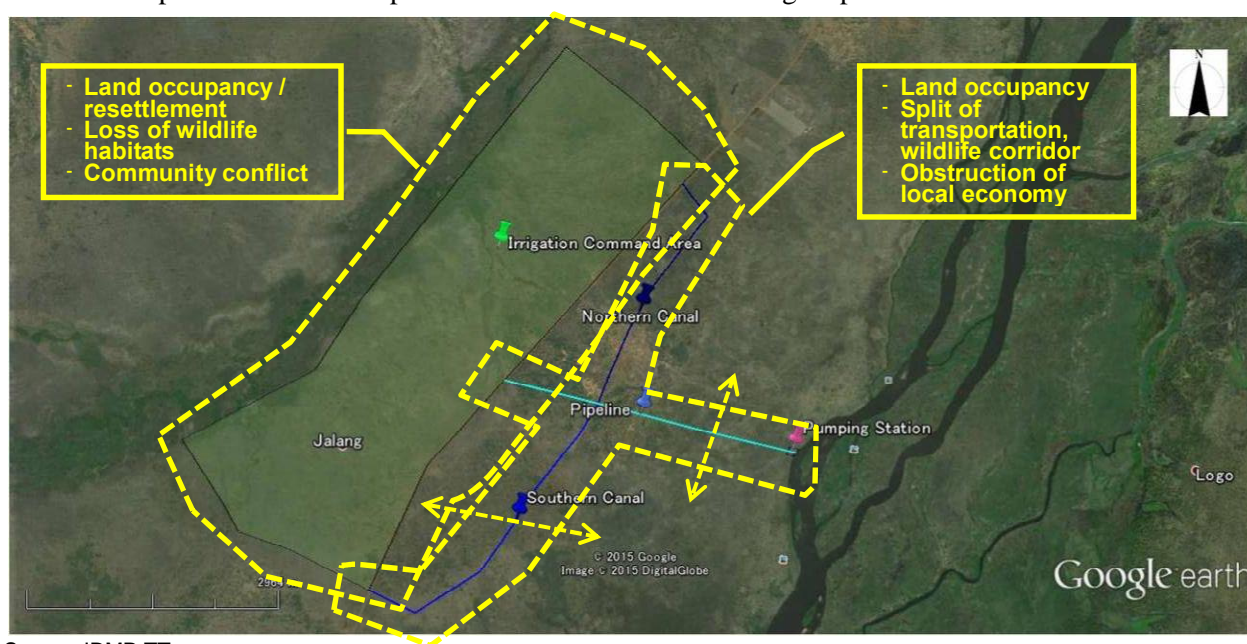 - Land occupancy /
resettlement
- Loss of wildlife
habitats
- Community conflict
- Land occupancy
- Split of
transportation,
wildlife corridor
- Obstruction of
local economy
N
Irrigation Command Area
Northern Canal
Pipeline
Pumping Station
Jalang
Southern Canal
Logo
© 2015 Google
Image © 2015 DigitalGlobe
Google earth